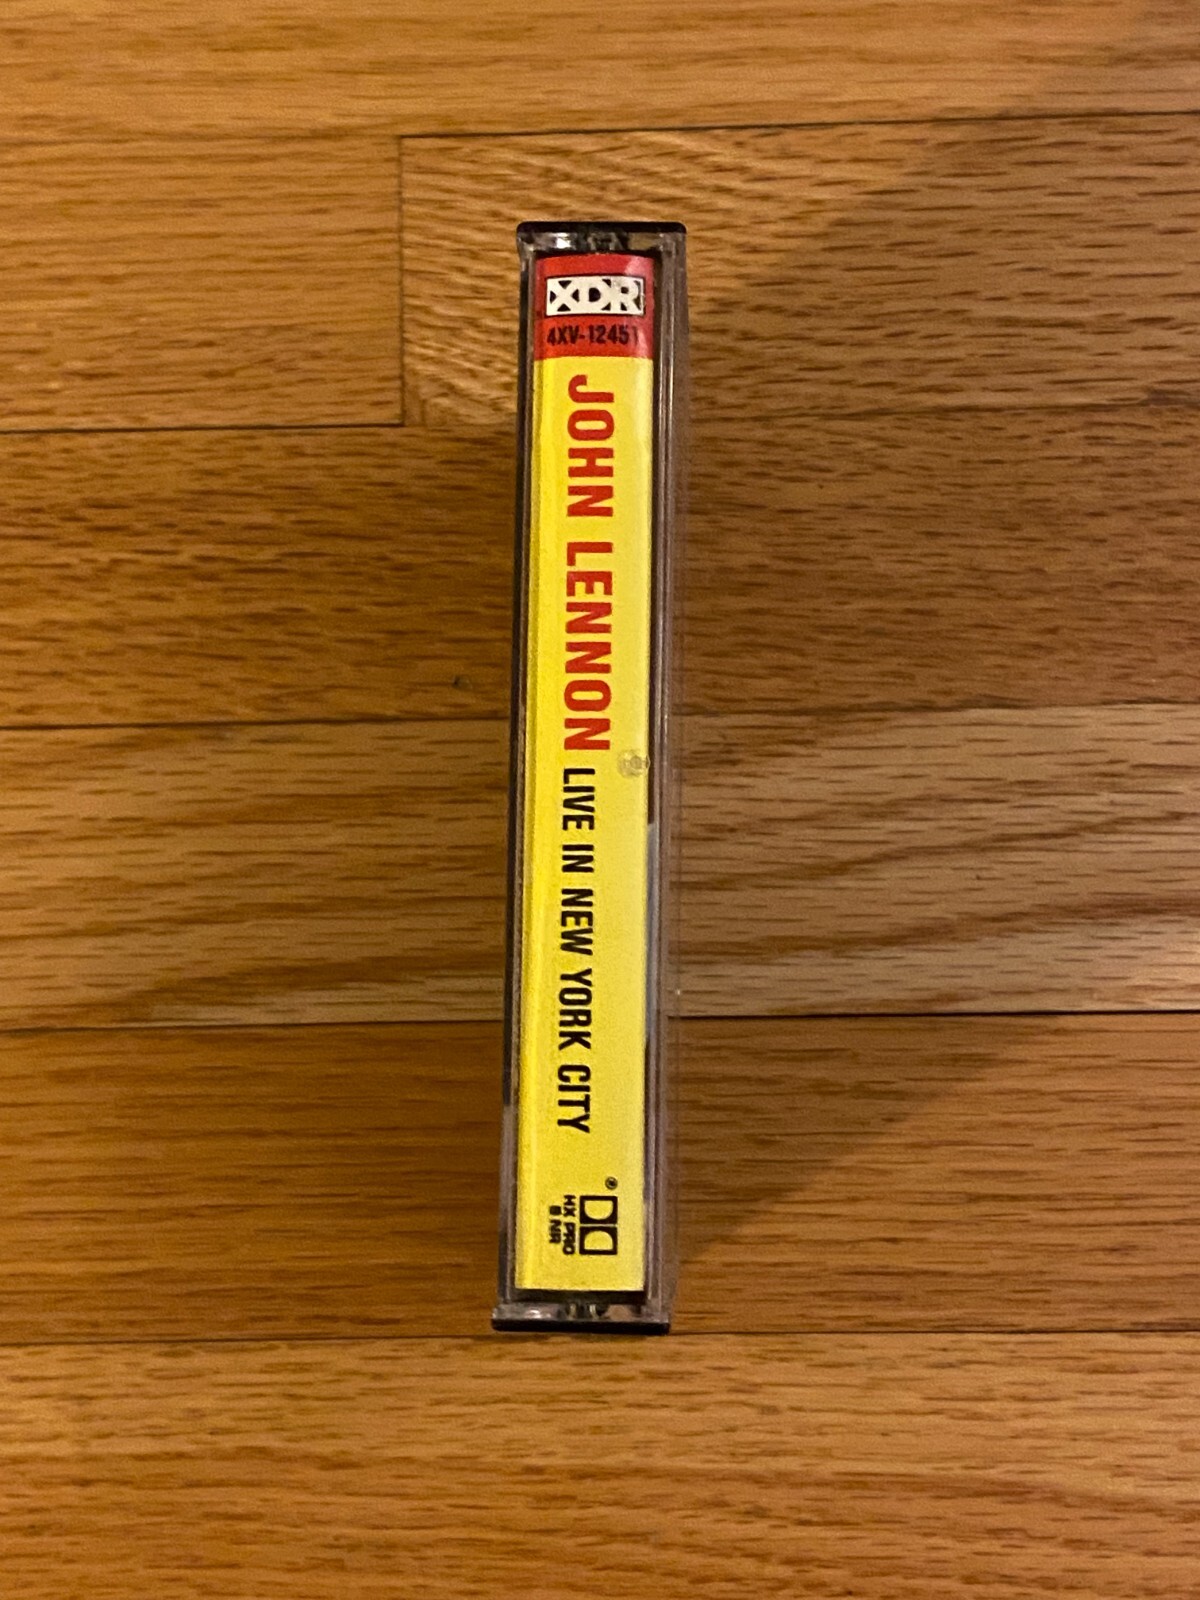 XDR
4XV-12451
JOHN LENNON LIVE IN NEW YORK CITY
®
HX PRO
B NR